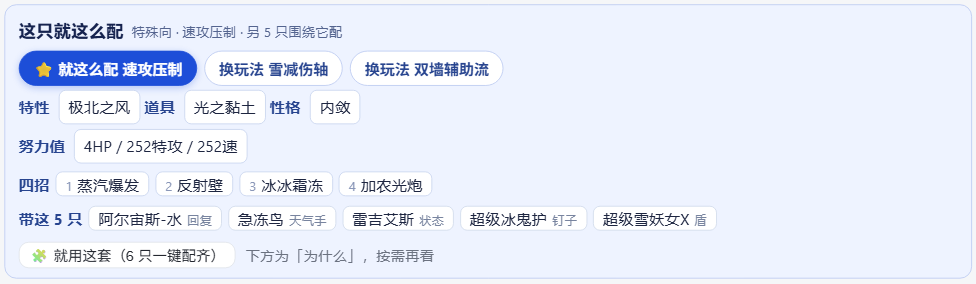 这只就这么配 特殊向 · 速攻压制 · 另 5 只围绕它配
就这么配 速攻压制 换玩法 雪减伤轴 换玩法 双墙辅助流
特性 极北之风 道具 光之黏土 性格 内敛
努力值 4HP / 252特攻 / 252速
四招 1 蒸汽爆发 2 反射壁 3 冰冰霜冻 4 加农光炮
带这 5 只 阿尔宙斯-水 回复 急冻鸟 天气手 雷吉艾斯 状态 超级冰鬼护 钉子 超级雪妖女X 盾
就用这套（6 只一键配齐） 下方为「为什么」，按需再看